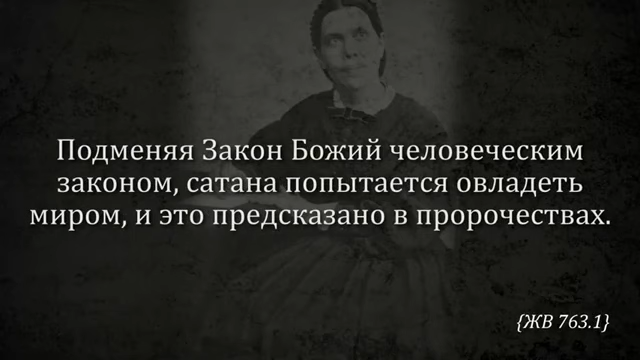 Подменяя Закон Божий человеческим
законом, сатана попытается овладеть
миром, и это предсказано в пророчествах.
{ЖВ 763.1}